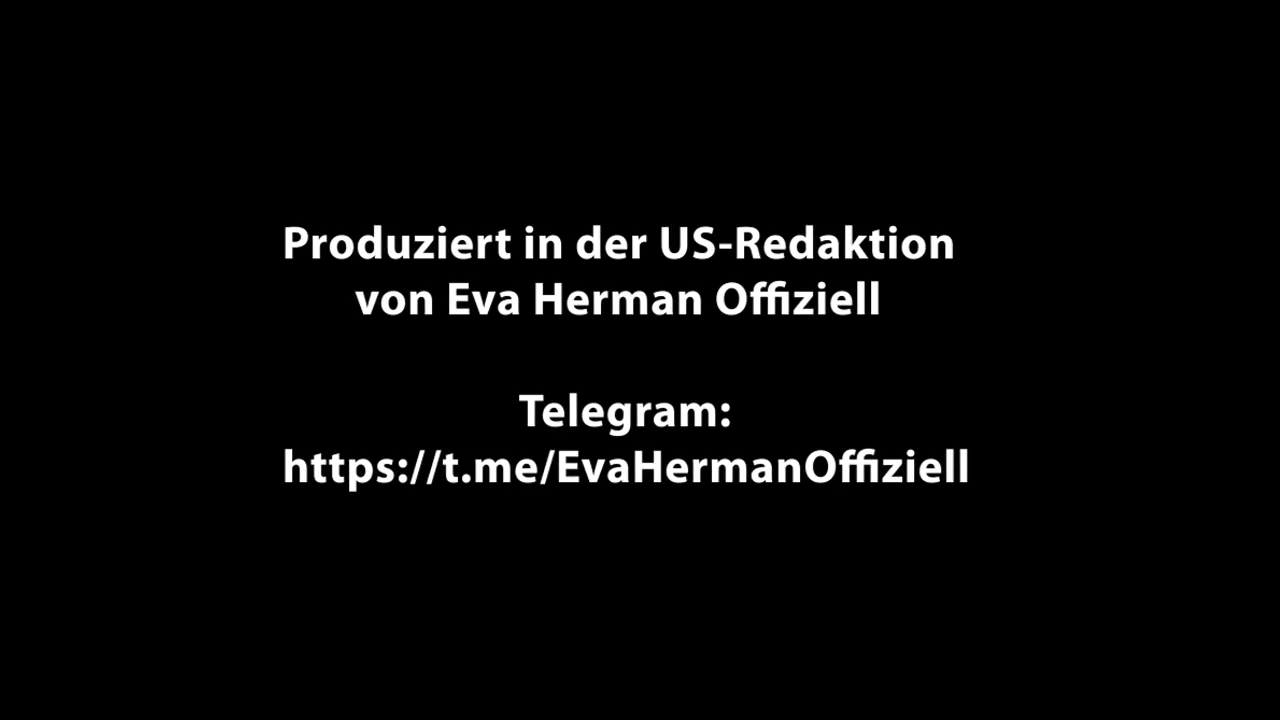 Produziert in der US-Redaktion
von Eva Herman Offiziell
Telegram:
https://t.me/EvaHermanOffiziell